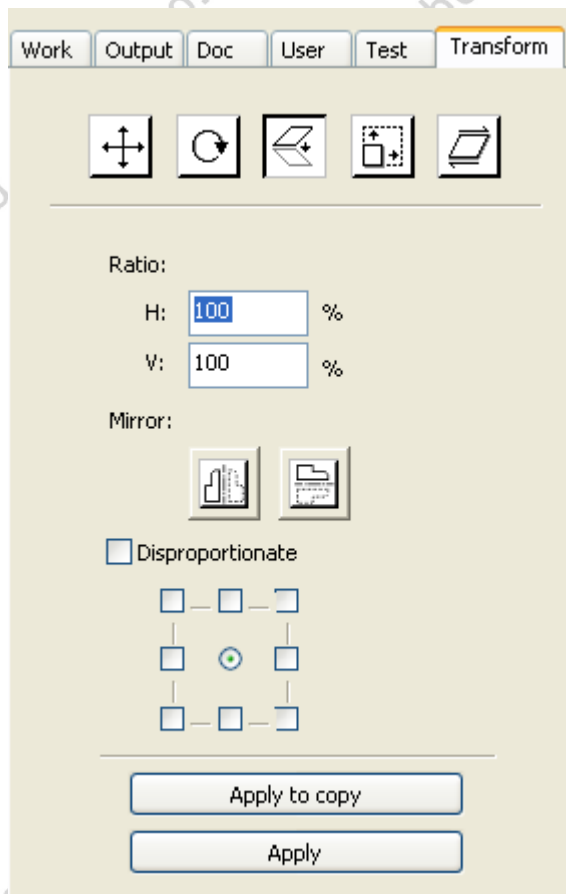 Work Output Doc User Test Transform
Ratio:
H: 100 %
V: 100 %
Mirror:
Disproportionate
Apply to copy
Apply